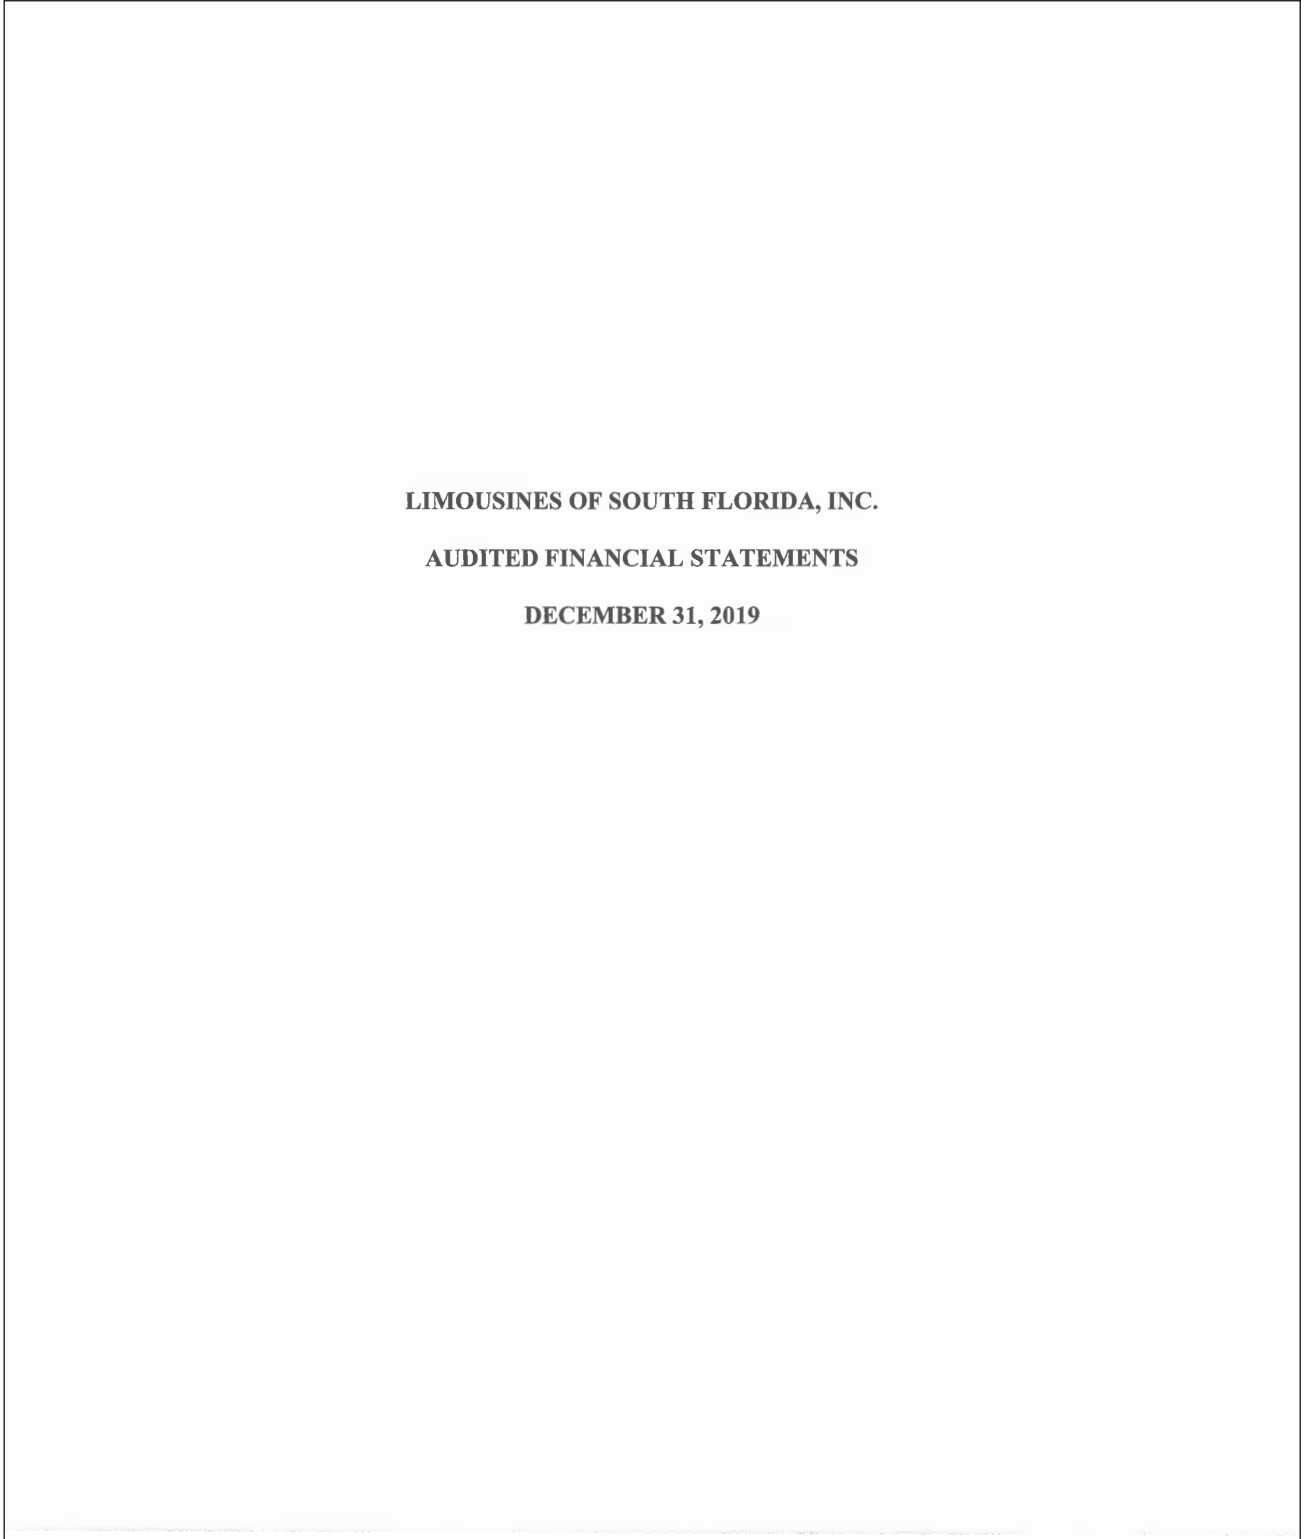 LIMOUSINES OF SOUTH FLORIDA, INC.
AUDITED FINANCIAL STATEMENTS
DECEMBER 31, 2019